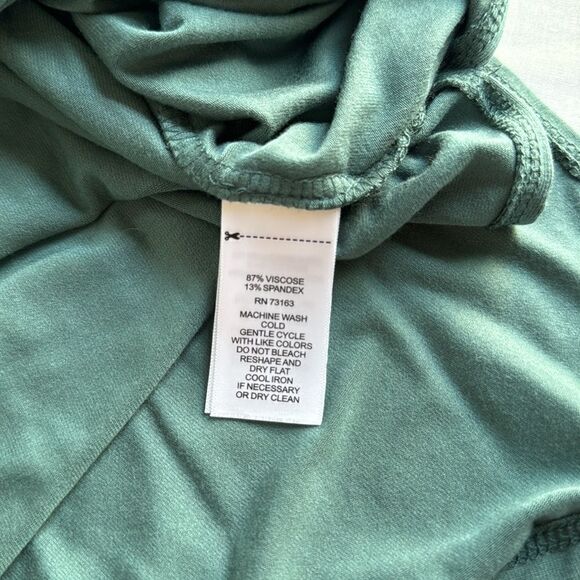 87% VISCOSE
13% SPANDEX
RN 73163
MACHINE WASH
COLD
GENTLE CYCLE
WITH LIKE COLORS
DO NOT BLEACH
RESHAPE AND
DRY FLAT
COOL IRON
IF NECESSARY
OR DRY CLEAN